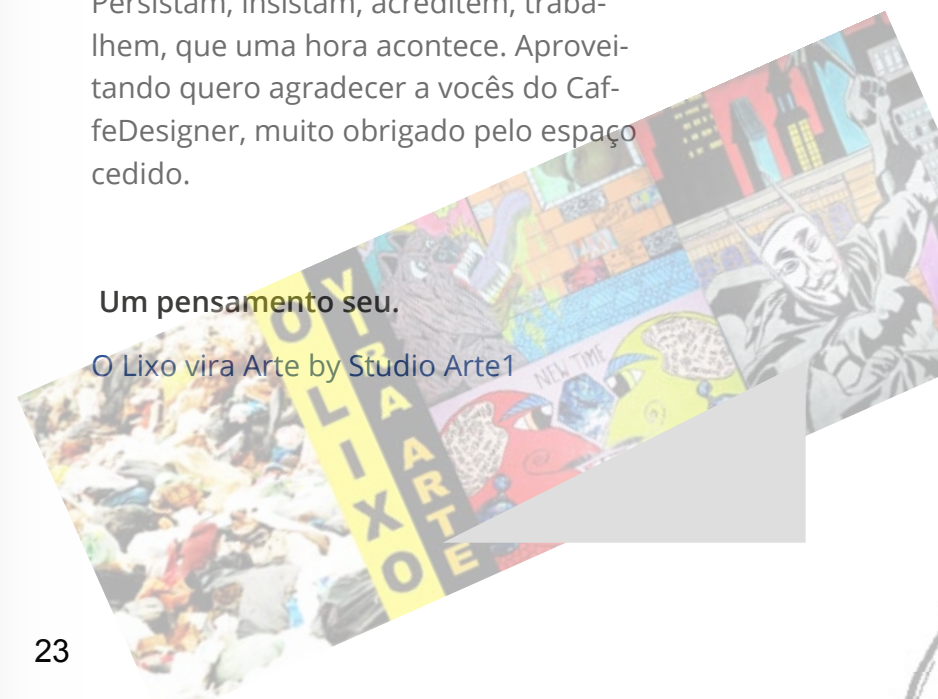 Persistam, insistam, acreditem, traba-
lhem, que uma hora acontece. Aprovei-
tando quero agradecer a vocês do Caf-
feDesigner, muito obrigado pelo espaço
cedido.
Um pensamento seu.
O Lixo vira Arte by Studio Arte1
O LIXO
VIRA ARTE
NEW TIME
23